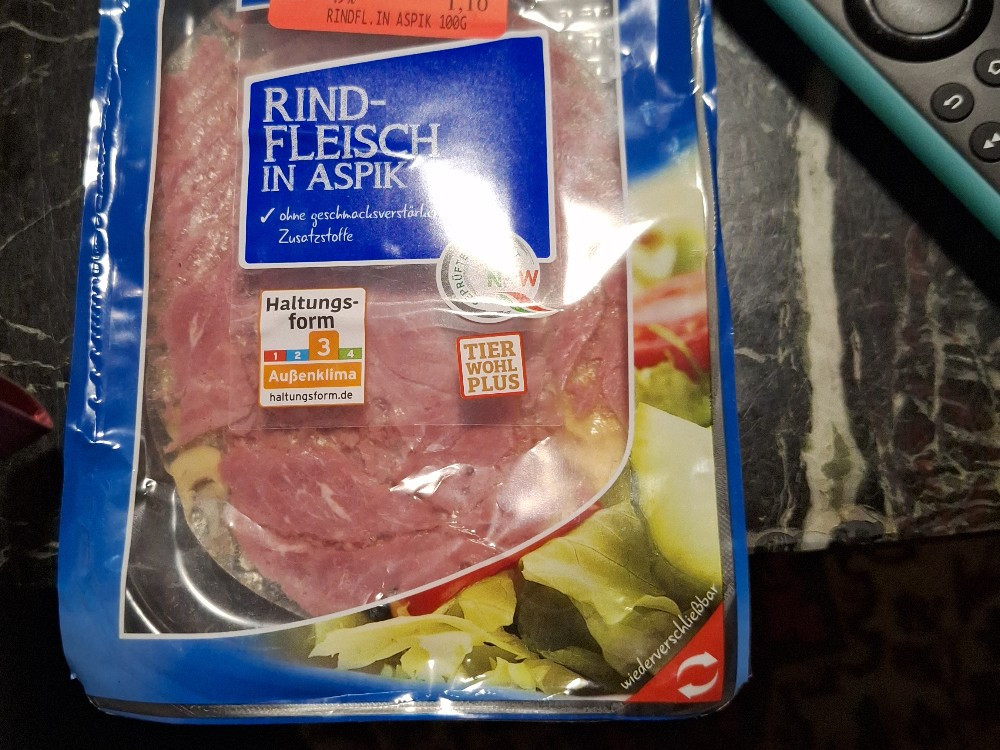 RINDFL.IN ASPIK 100G
RIND-
FLEISCH
IN ASPIK
✓ ohne geschmacksverstärkende
Zusatzstoffe
Haltungs-
form
1 2 3 4
Außenklima
haltungsform.de
TIER
WOHL
PLUS
wiederverschließbar